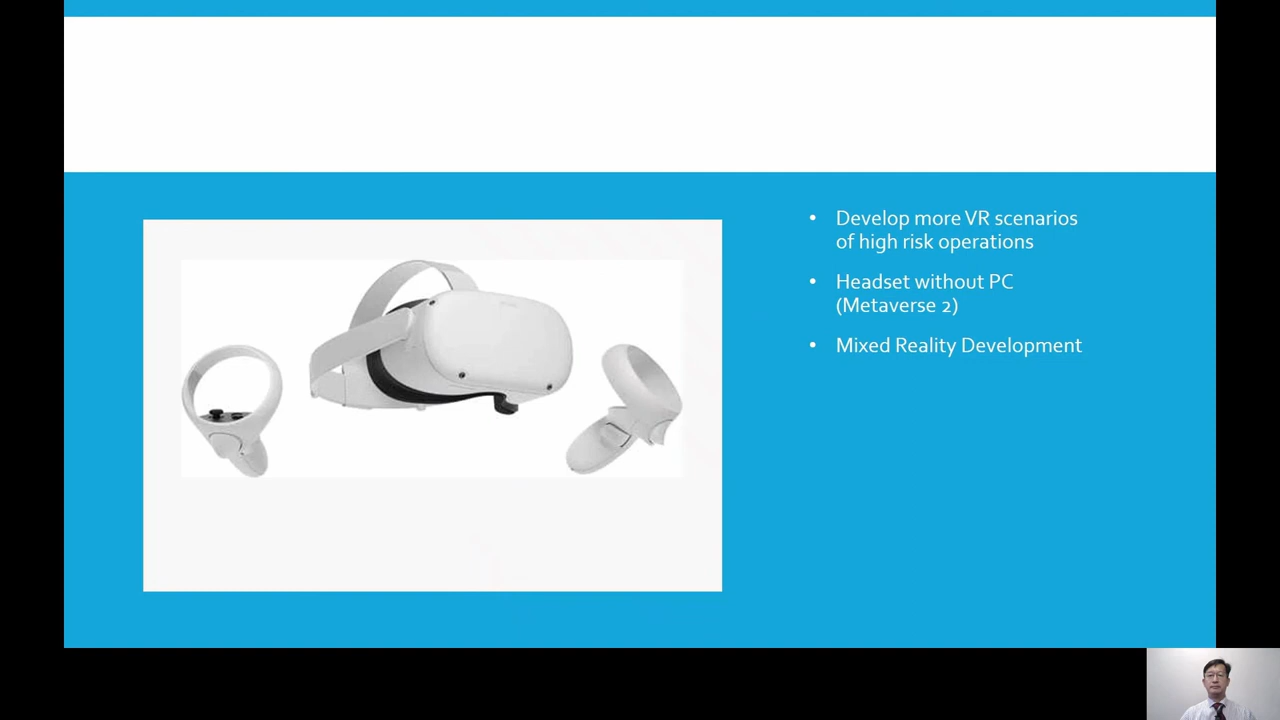 • Develop more VR scenarios
of high risk operations
• Headset without PC
(Metaverse 2)
• Mixed Reality Development